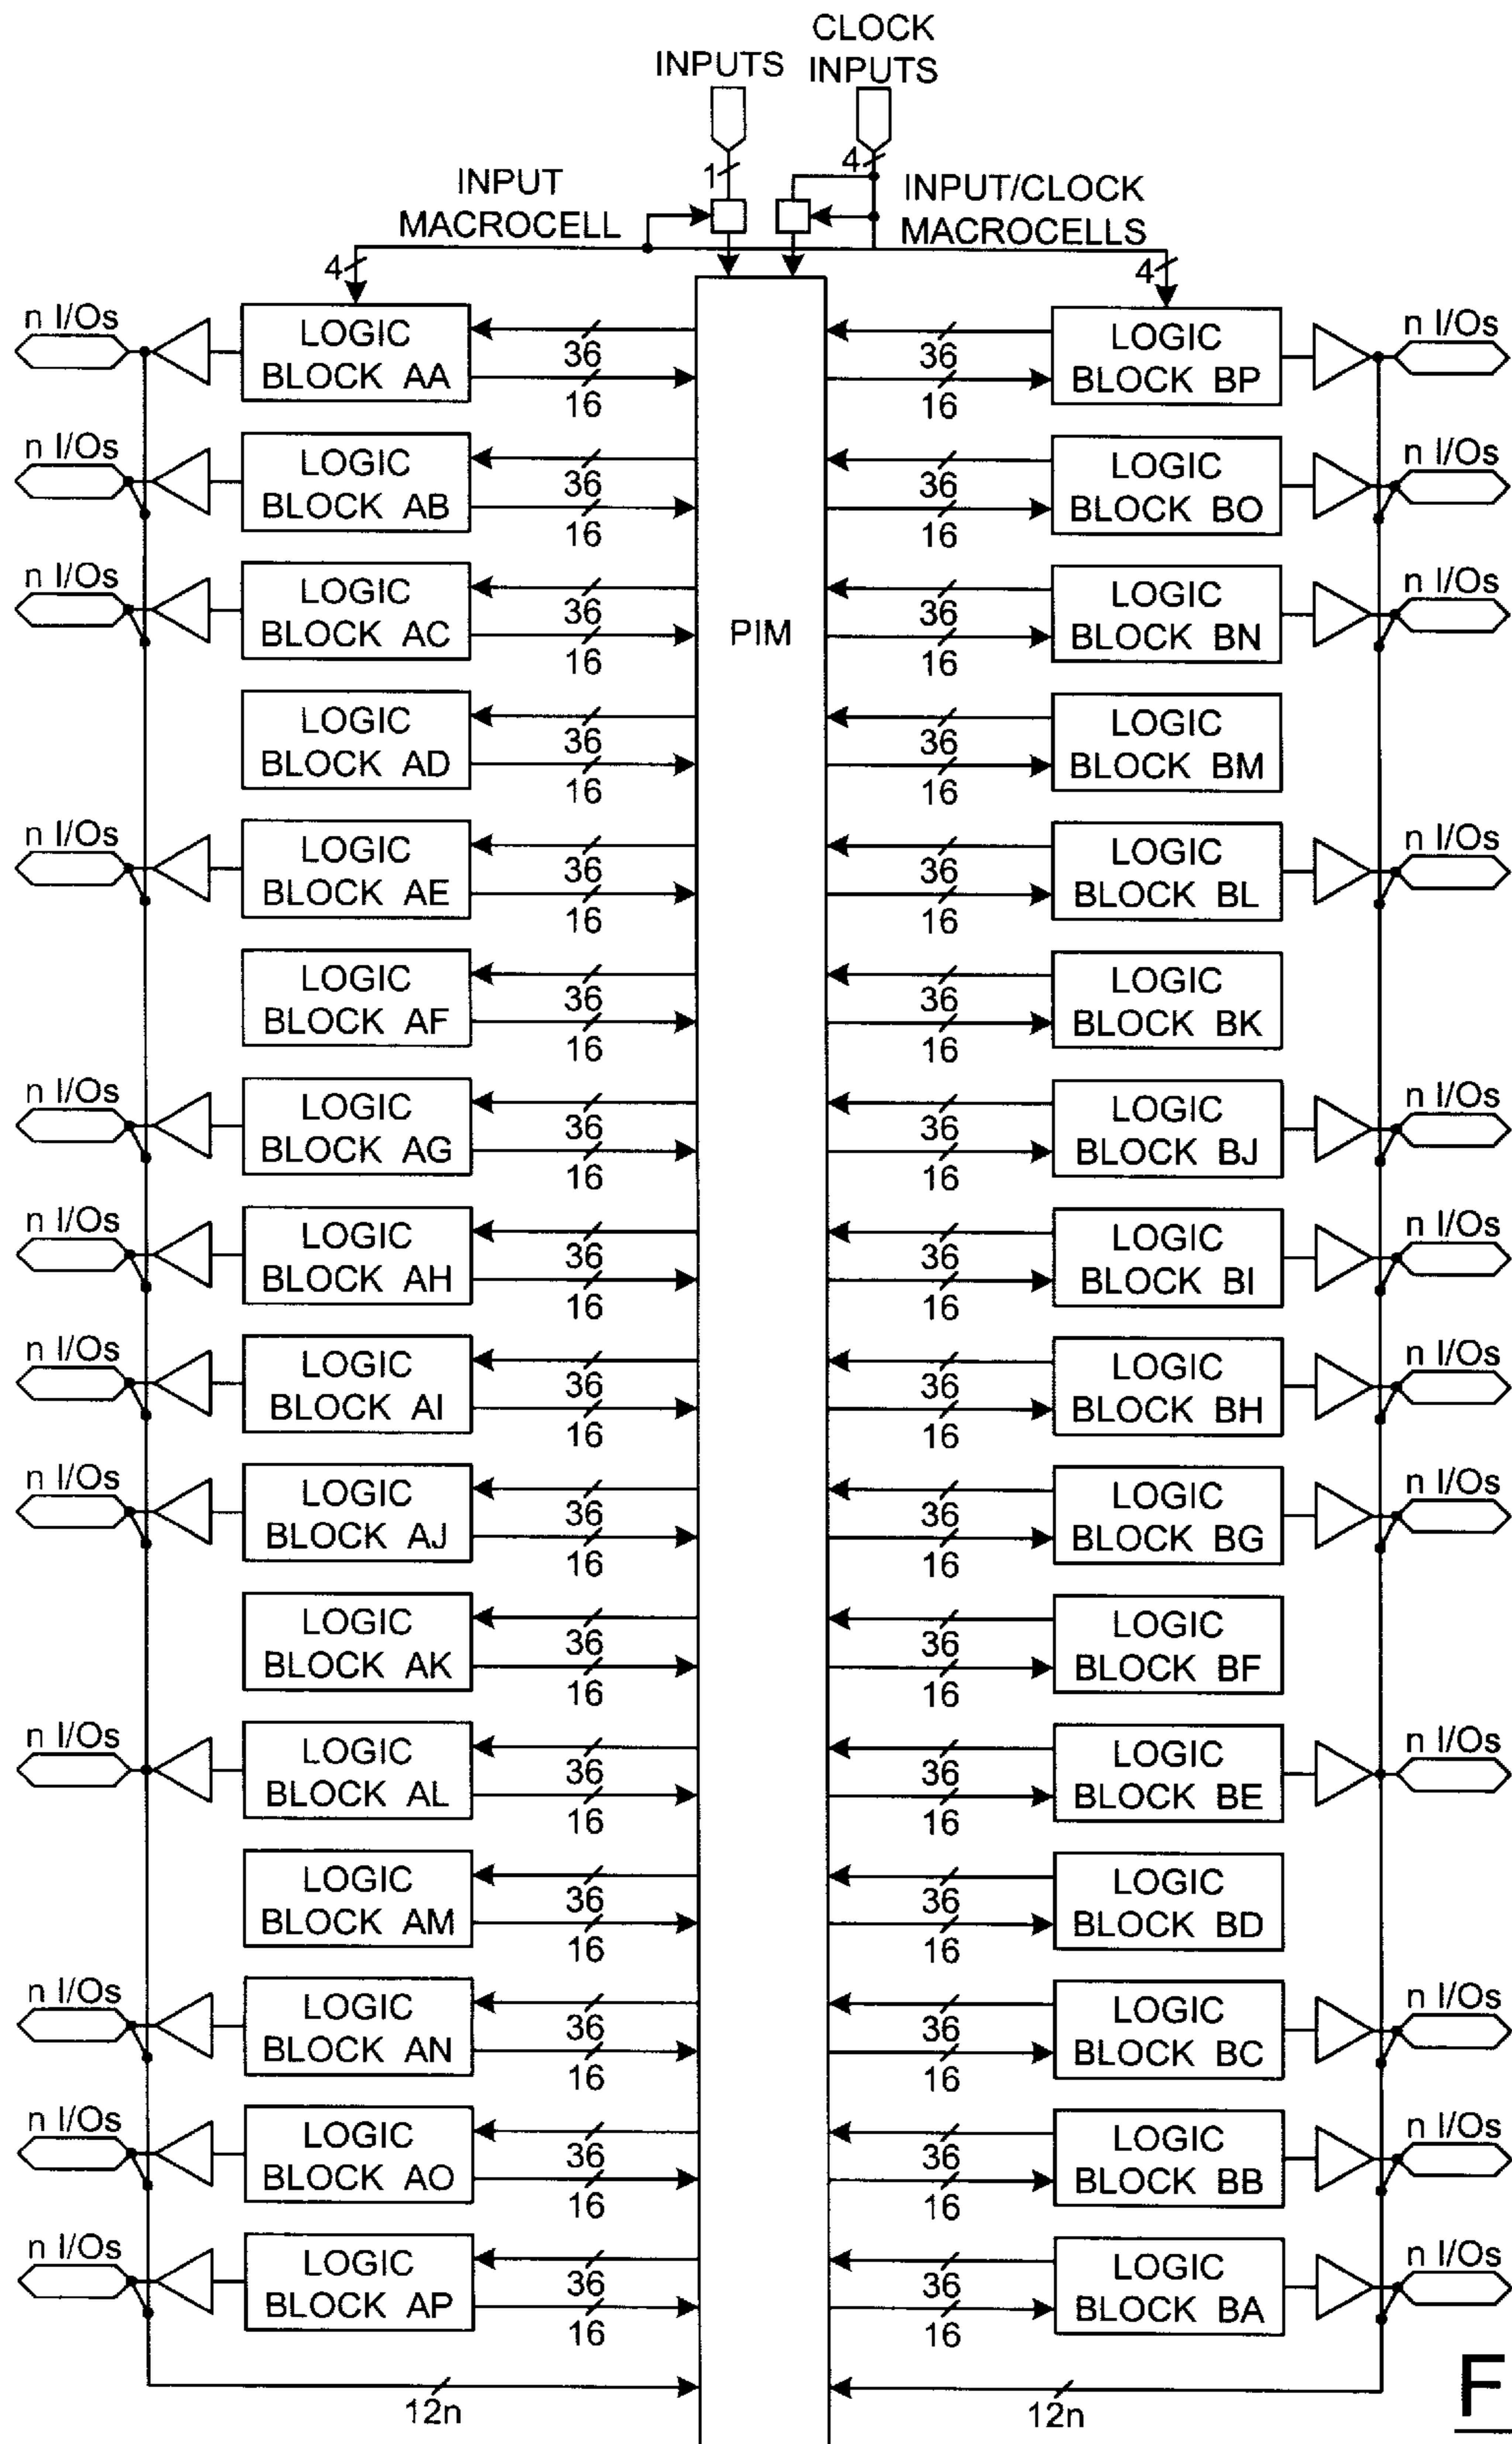 CLOCK
INPUTS INPUTS
1 4
INPUT INPUT/CLOCK
MACROCELL MACROCELLS
4 4
n I/Os LOGIC BLOCK AA 36 16 36 16 LOGIC BLOCK BP n I/Os
n I/Os LOGIC BLOCK AB 36 16 36 16 LOGIC BLOCK BO n I/Os
n I/Os LOGIC BLOCK AC 36 16 PIM 36 16 LOGIC BLOCK BN n I/Os
LOGIC BLOCK AD 36 16 36 16 LOGIC BLOCK BM
n I/Os LOGIC BLOCK AE 36 16 36 16 LOGIC BLOCK BL n I/Os
LOGIC BLOCK AF 36 16 36 16 LOGIC BLOCK BK
n I/Os LOGIC BLOCK AG 36 16 36 16 LOGIC BLOCK BJ n I/Os
n I/Os LOGIC BLOCK AH 36 16 36 16 LOGIC BLOCK BI n I/Os
n I/Os LOGIC BLOCK AI 36 16 36 16 LOGIC BLOCK BH n I/Os
n I/Os LOGIC BLOCK AJ 36 16 36 16 LOGIC BLOCK BG n I/Os
LOGIC BLOCK AK 36 16 36 16 LOGIC BLOCK BF
n I/Os LOGIC BLOCK AL 36 16 36 16 LOGIC BLOCK BE n I/Os
LOGIC BLOCK AM 36 16 36 16 LOGIC BLOCK BD
n I/Os LOGIC BLOCK AN 36 16 36 16 LOGIC BLOCK BC n I/Os
n I/Os LOGIC BLOCK AO 36 16 36 16 LOGIC BLOCK BB n I/Os
n I/Os LOGIC BLOCK AP 36 16 36 16 LOGIC BLOCK BA n I/Os
12n 12n
F